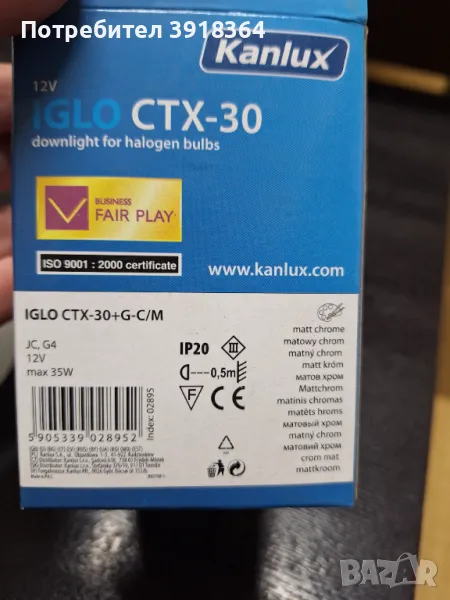 Потребител 3918364
Kanlux
12V
IGLO CTX-30
downlight for halogen bulbs
BUSINESS
FAIR PLAY
ISO 9001 : 2000 certificate
www.kanlux.com
IGLO CTX-30+G-C/M
JC, G4
12V
max 35W
IP20
III
0,5m
F
CE
5 905339 028952
Index: 02895
matt chrome
matowy chrom
matný chrom
matt króm
матов хром
Mattchrom
matinis chromas
matēts hroms
матовый хром
матовий хром
matný chrom
crom mat
mattkroom
BAZAR